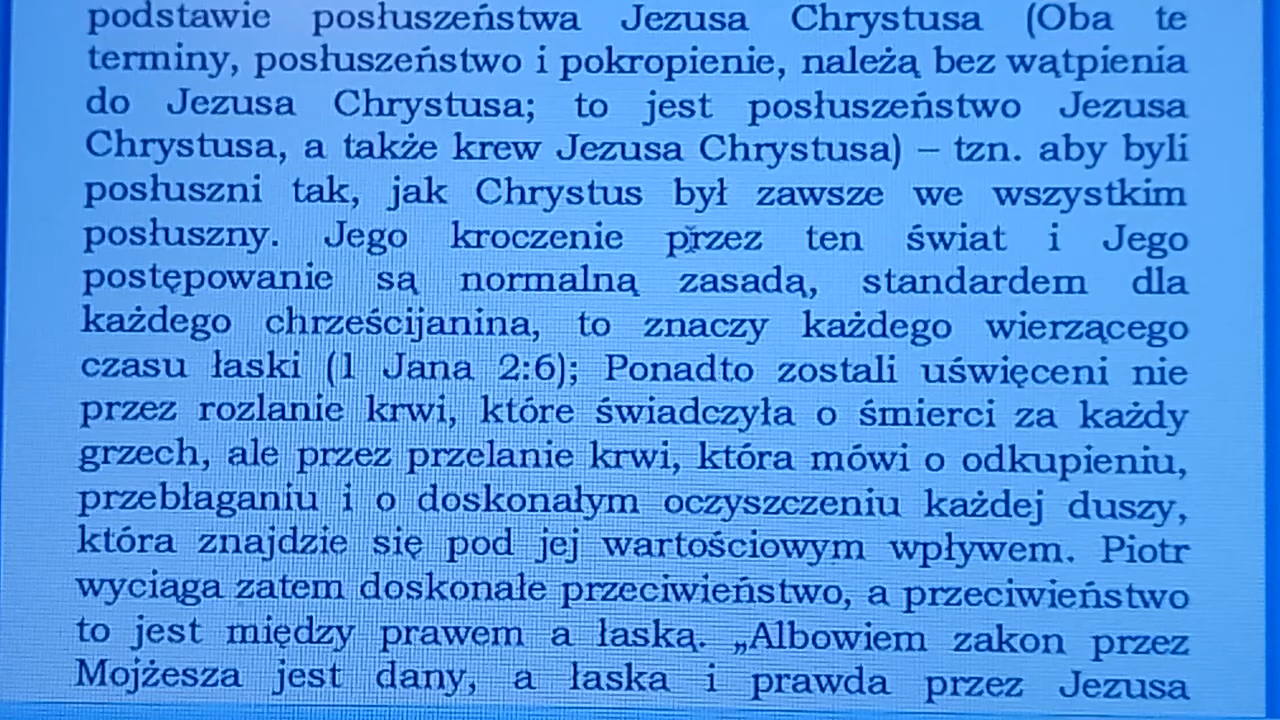 podstawie posłuszeństwa Jezusa Chrystusa (Oba te
terminy, posłuszeństwo i pokropienie, należą bez wątpienia
do Jezusa Chrystusa; to jest posłuszeństwo Jezusa
Chrystusa, a także krew Jezusa Chrystusa) – tzn. aby byli
posłuszni tak, jak Chrystus był zawsze we wszystkim
posłuszny. Jego kroczenie przez ten świat i Jego
postępowanie są normalną zasadą, standardem dla
każdego chrześcijanina, to znaczy każdego wierzącego
czasu łaski (1 Jana 2:6); Ponadto zostali uświęceni nie
przez rozlanie krwi, które świadczyła o śmierci za każdy
grzech, ale przez przelanie krwi, która mówi o odkupieniu,
przebłaganiu i o doskonałym oczyszczeniu każdej duszy,
która znajdzie się pod jej wartościowym wpływem. Piotr
wyciąga zatem doskonałe przeciwieństwo, a przeciwieństwo
to jest między prawem a łaską. „Albowiem zakon przez
Mojżesza jest dany, a łaska i prawda przez Jezusa